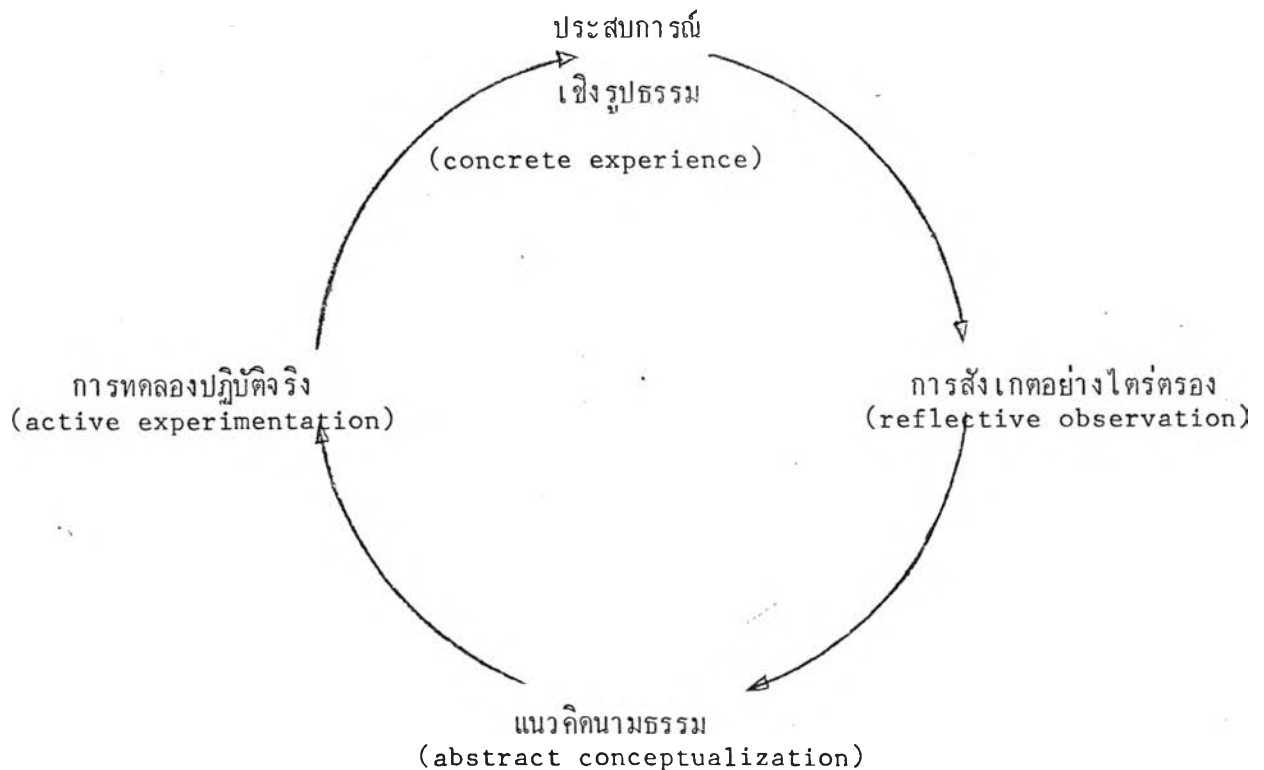 ประสบการณ์
เชิงรูปธรรม
(concrete experience)
การทดลองปฏิบัติจริง
(active experimentation)
การสังเกตอย่างไตร่ตรอง
(reflective observation)
แนวคิดนามธรรม
(abstract conceptualization)